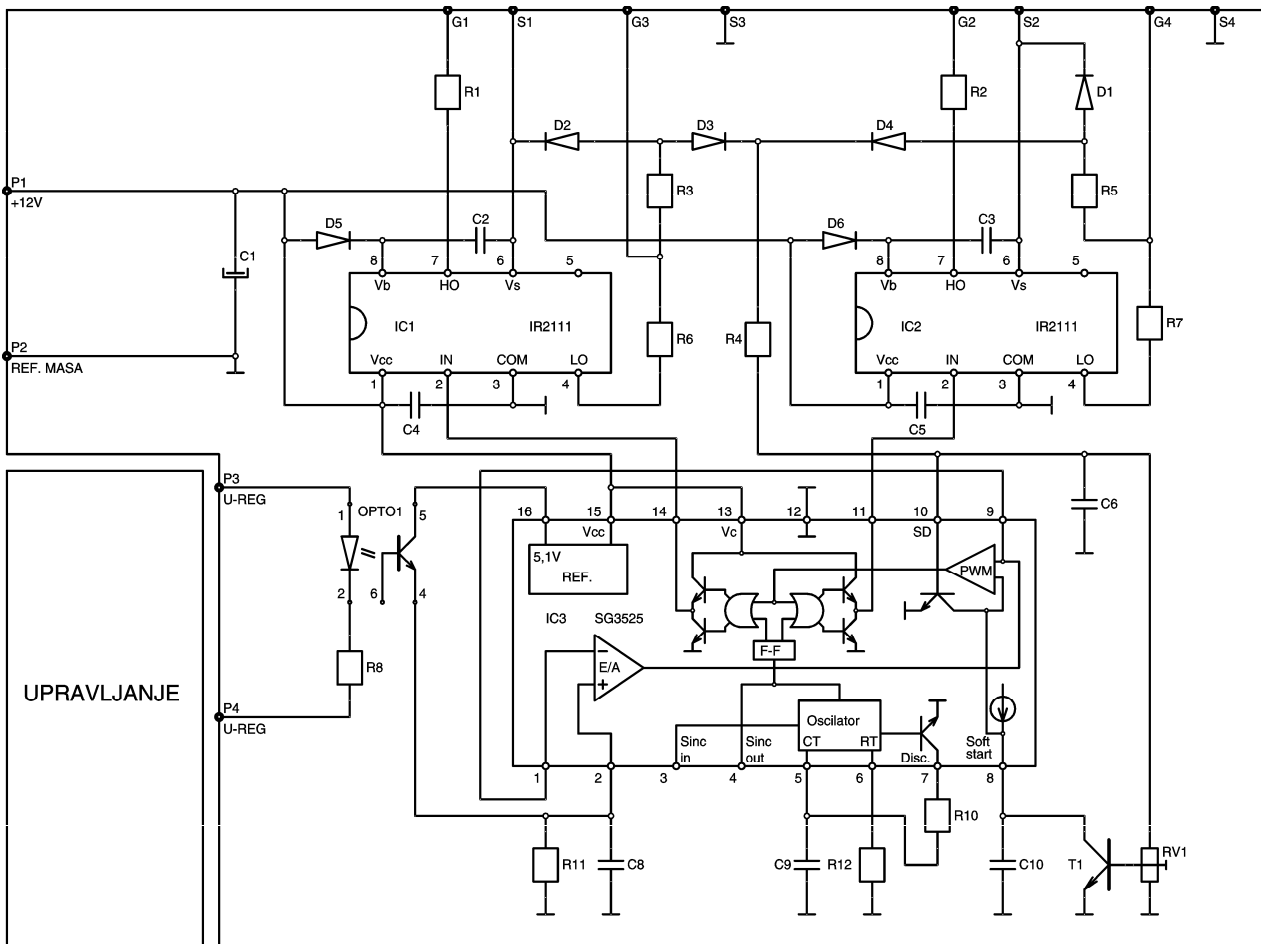 G1 S1 G3 S3 G2 S2 G4 S4
R1 R2 D1
D2 D3 D4
P1
+12V
R3 R5
D5 C2 D6 C3
C1
8 7 6 5 8 7 6 5
Vb HO Vs Vb HO Vs
IC1 IR2111 R6 R4 IC2 IR2111 R7
P2
REF. MASA
Vcc IN COM LO Vcc IN COM LO
1 2 3 4 1 2 3 4
C4 C5
P3
U-REG
OPTO1
1 5
C6
16 15 14 13 12 11 10 9
Vcc Vc SD
5,1V
REF.
PWM
2 6 4
IC3 SG3525
F-F
E/A
−
+
R8
UPRAVLJANJE
P4
U-REG
Oscilator
CT RT
Sinc
in
Sinc
out
Disc.
Soft
start
1 2 3 4 5 6 7 8
R10
R11 C8 C9 R12 C10 T1 RV1